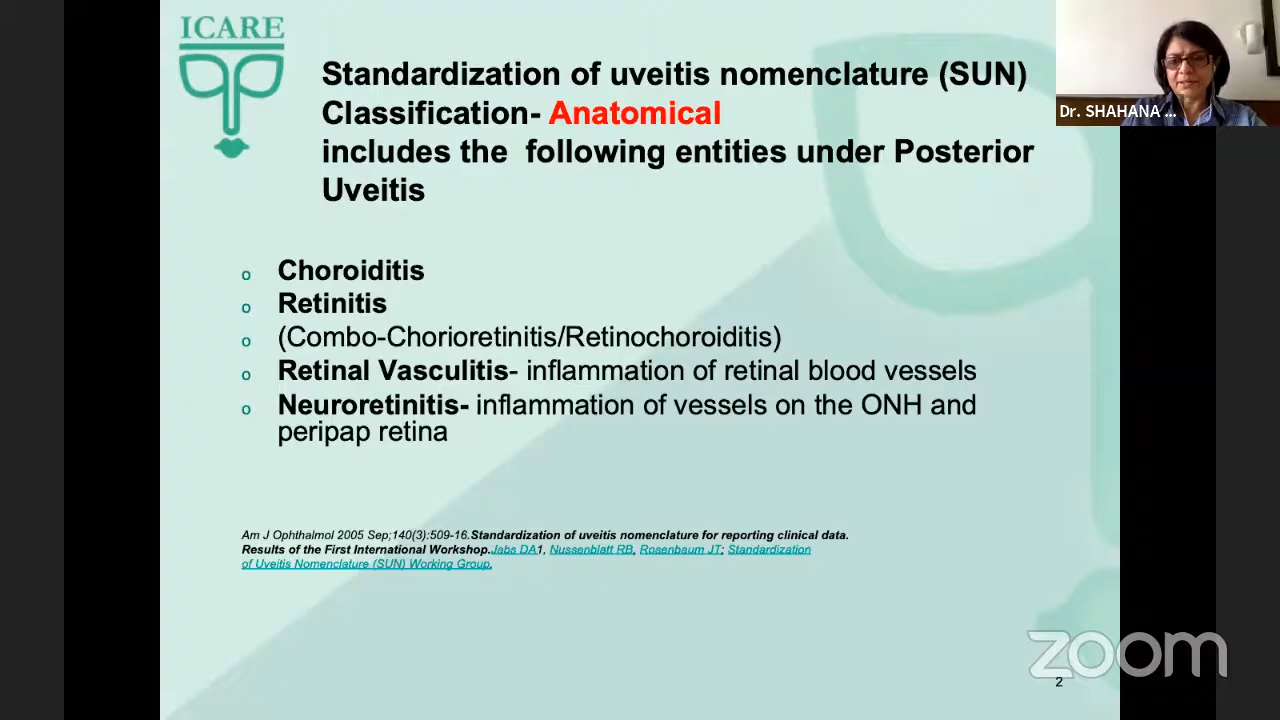 ICARE
Standardization of uveitis nomenclature (SUN)
Classification- Anatomical
includes the following entities under Posterior
Uveitis
Dr. SHAHANA ...
o Choroiditis
o Retinitis
o (Combo-Chorioretinitis/Retinochoroiditis)
o Retinal Vasculitis- inflammation of retinal blood vessels
o Neuroretinitis- inflammation of vessels on the ONH and
peripap retina
Am J Ophthalmol 2005 Sep;140(3):509-16.Standardization of uveitis nomenclature for reporting clinical data.
Results of the First International Workshop.Jabs DA1, Nussenblatt RB, Rosenbaum JT; Standardization
of Uveitis Nomenclature (SUN) Working Group.
zoom
2